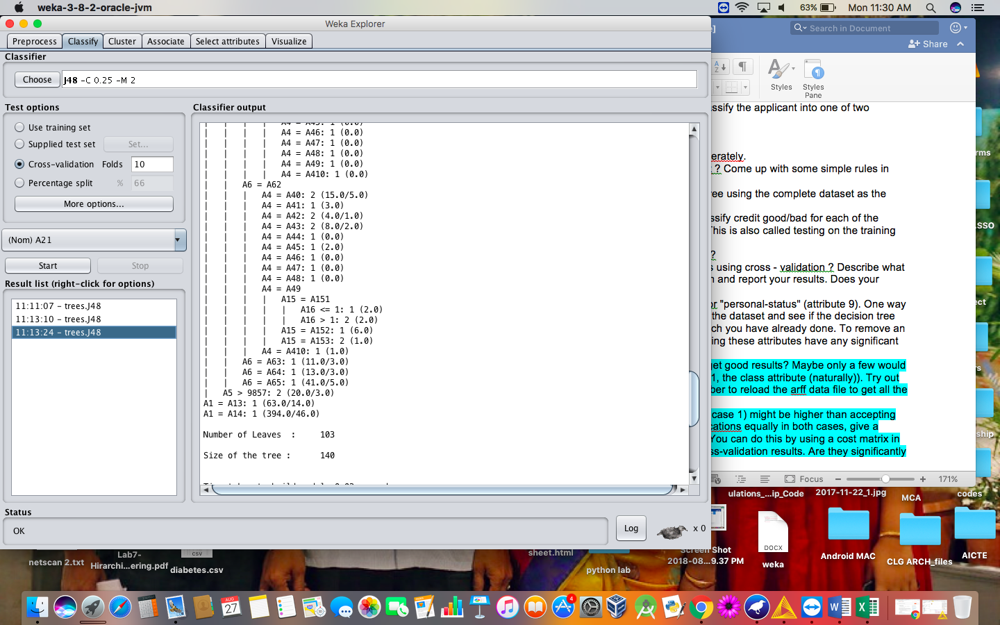 weka-3-8-2-oracle-jvm
63%
Mon 11:30 AM
Weka Explorer
Preprocess
Classify
Cluster
Associate
Select attributes
Visualize
Classifier
Choose
J48 -C 0.25 -M 2
Test options
Use training set
Supplied test set
Set...
Cross-validation Folds 10
Percentage split % 66
More options...
(Nom) A21
Start
Stop
Result list (right-click for options)
11:11:07 - trees.J48
11:13:10 - trees.J48
11:13:24 - trees.J48
Classifier output
| | | | A4 = A45: 1 (0.0)
| | | | A4 = A46: 1 (0.0)
| | | | A4 = A47: 1 (0.0)
| | | | A4 = A48: 1 (0.0)
| | | | A4 = A49: 1 (0.0)
| | | | A4 = A410: 1 (0.0)
| | A6 = A62
| | | A4 = A40: 2 (15.0/5.0)
| | | A4 = A41: 1 (3.0)
| | | A4 = A42: 2 (4.0/1.0)
| | | A4 = A43: 2 (8.0/2.0)
| | | A4 = A44: 1 (0.0)
| | | A4 = A45: 1 (2.0)
| | | A4 = A46: 1 (0.0)
| | | A4 = A47: 1 (0.0)
| | | A4 = A48: 1 (0.0)
| | | A4 = A49
| | | | A15 = A151
| | | | | A16 <= 1: 1 (2.0)
| | | | | A16 > 1: 2 (2.0)
| | | | A15 = A152: 1 (6.0)
| | | | A15 = A153: 2 (1.0)
| | | A4 = A410: 1 (1.0)
| | A6 = A63: 1 (11.0/3.0)
| | A6 = A64: 1 (13.0/3.0)
| | A6 = A65: 1 (41.0/5.0)
| A5 > 9857: 2 (20.0/3.0)
A1 = A13: 1 (63.0/14.0)
A1 = A14: 1 (394.0/46.0)
Number of Leaves : 103
Size of the tree : 140
Status
OK
Log
x 0
Search in Document
Share
Styles
Styles Pane
ssify the applicant into one of two
erately.
? Come up with some simple rules in
ree using the complete dataset as the
ssify credit good/bad for each of the
his is also called testing on the training
?
s using cross - validation ? Describe what
n and report your results. Does your
or "personal-status" (attribute 9). One way
the dataset and see if the decision tree
ch you have already done. To remove an
ing these attributes have any significant
get good results? Maybe only a few would
1, the class attribute (naturally)). Try out
ber to reload the arff data file to get all the
case 1) might be higher than accepting
cations equally in both cases, give a
You can do this by using a cost matrix in
ss-validation results. Are they significantly
Focus
171%
rms
SSO
ect
rs
ship
ulations_...ip_Code
2017-11-22_1.jpg
MCA
codes
netscan 2.txt
Lab7-
Hirarchi...ering.pdf
csv
diabetes.csv
sheet.html
python lab
Screen Shot
2018-08...9.37 PM
DOCX
weka
Android MAC
CLG ARCH_files
AICTE
AUG
27
4